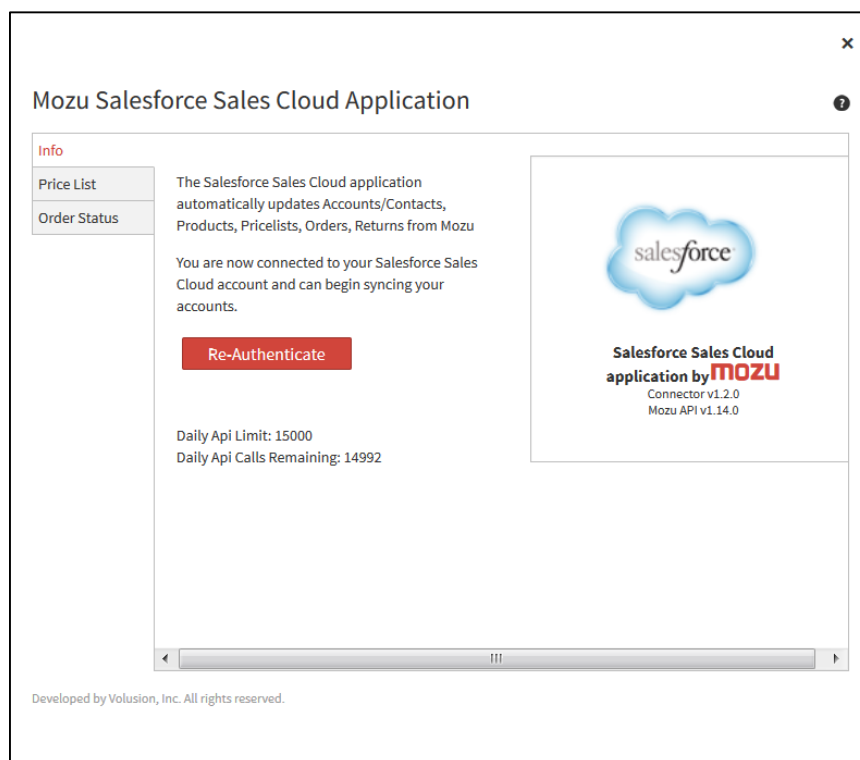 ×
Mozu Salesforce Sales Cloud Application
?
Info
Price List
Order Status
The Salesforce Sales Cloud application
automatically updates Accounts/Contacts,
Products, Pricelists, Orders, Returns from Mozu
You are now connected to your Salesforce Sales
Cloud account and can begin syncing your
accounts.
Re-Authenticate
Daily Api Limit: 15000
Daily Api Calls Remaining: 14992
salesforce
Salesforce Sales Cloud
application by mozu
Connector v1.2.0
Mozu API v1.14.0
Developed by Volusion, Inc. All rights reserved.